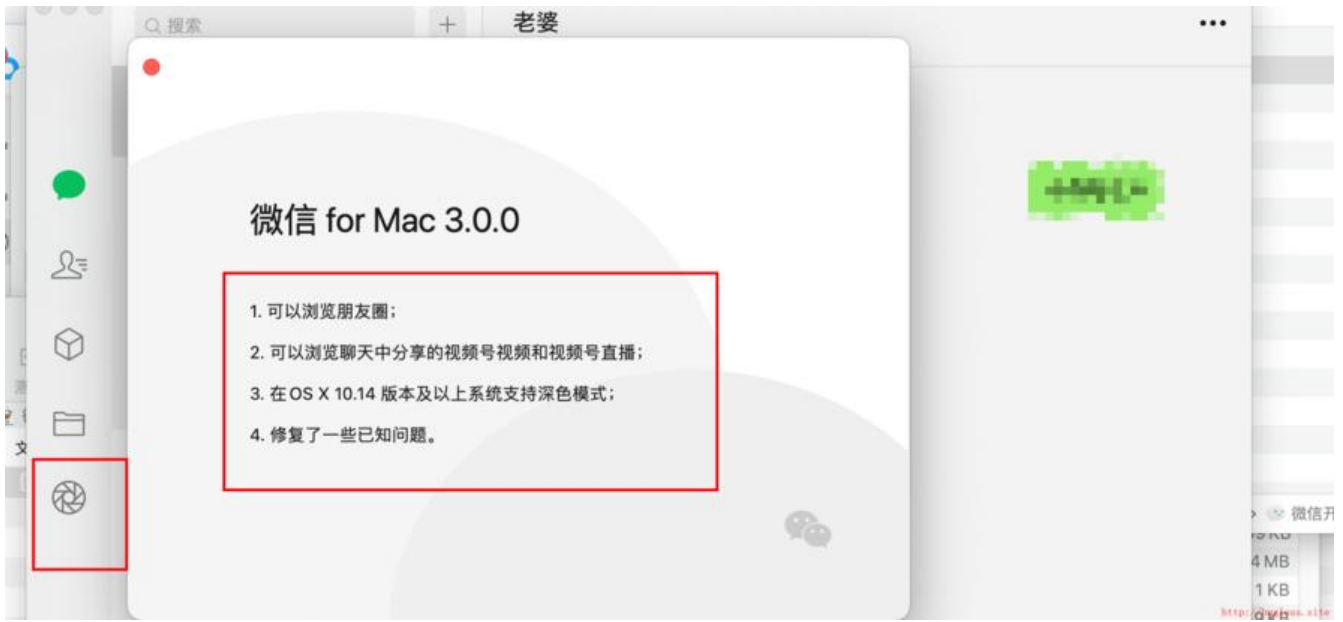 搜索
老婆
微信 for Mac 3.0.0
1. 可以浏览朋友圈；
2. 可以浏览聊天中分享的视频号视频和视频号直播；
3. 在 OS X 10.14 版本及以上系统支持深色模式；
4. 修复了一些已知问题。
文
微信开
4 MB
1 KB